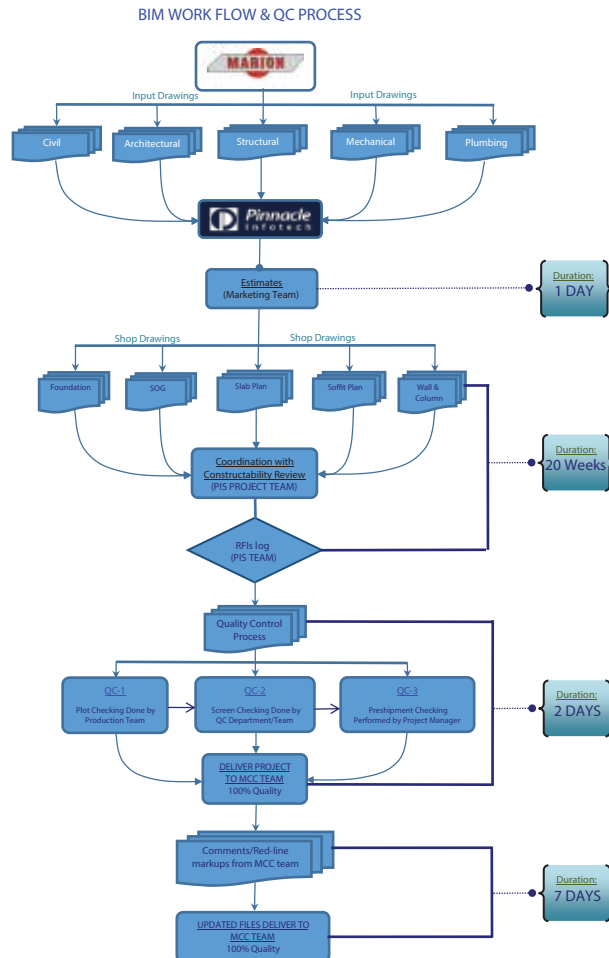 BIM WORK FLOW & QC PROCESS
MARION
Input Drawings
Input Drawings
Civil
Architectural
Structural
Mechanical
Plumbing
Pinnacle
Infotech
Estimates
(Marketing Team)
Duration:
1 DAY
Shop Drawings
Shop Drawings
Foundation
SOG
Slab Plan
Soffit Plan
Wall &
Column
Coordination with
Constructability Review
(PIS PROJECT TEAM)
Duration:
20 Weeks
RFIs log
(PIS TEAM)
Quality Control
Process
QC-1
Plot Checking Done by
Production Team
QC-2
Screen Checking Done by
QC Department/Team
QC-3
Preshipment Checking
Performed by Project Manager
Duration:
2 DAYS
DELIVER PROJECT
TO MCC TEAM
100% Quality
Comments/Red-line
markups from MCC team
Duration:
7 DAYS
UPDATED FILES DELIVER TO
MCC TEAM
100% Quality